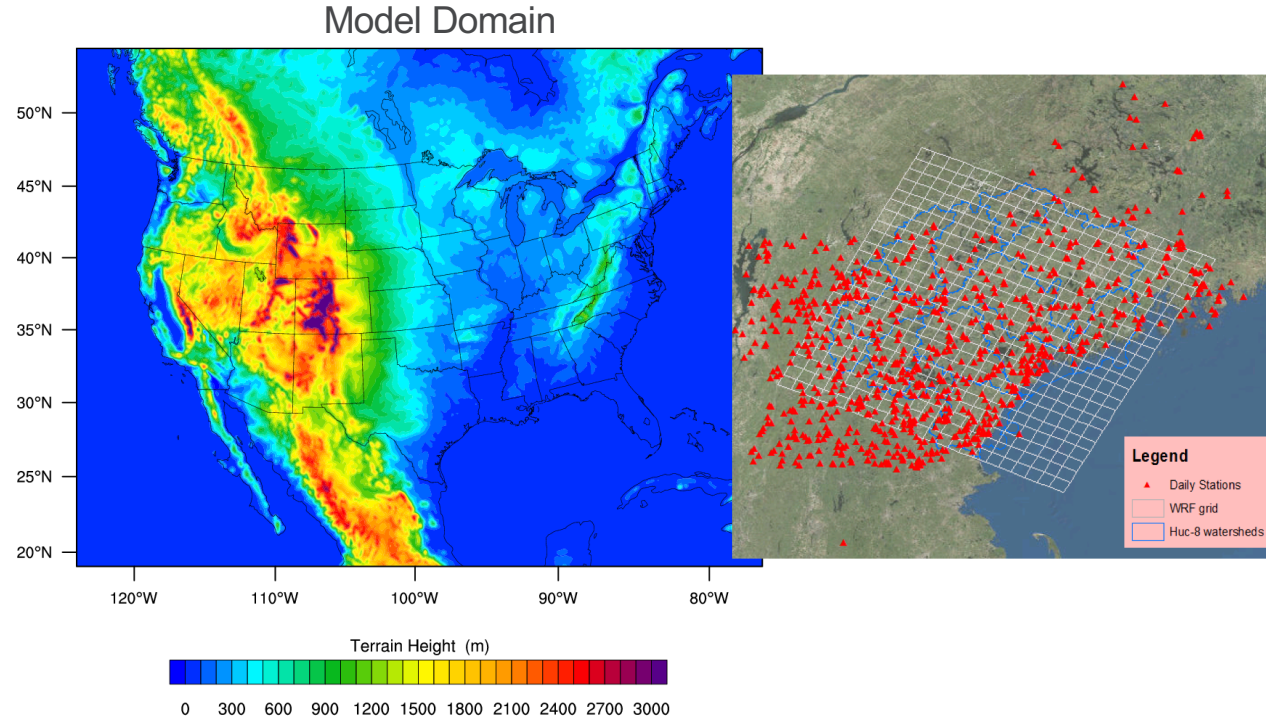 Model Domain
50°N
45°N
40°N
35°N
30°N
25°N
20°N
120°W 110°W 100°W 90°W 80°W
Terrain Height (m)
0 300 600 900 1200 1500 1800 2100 2400 2700 3000
Legend
Daily Stations
WRF grid
Huc-8 watersheds